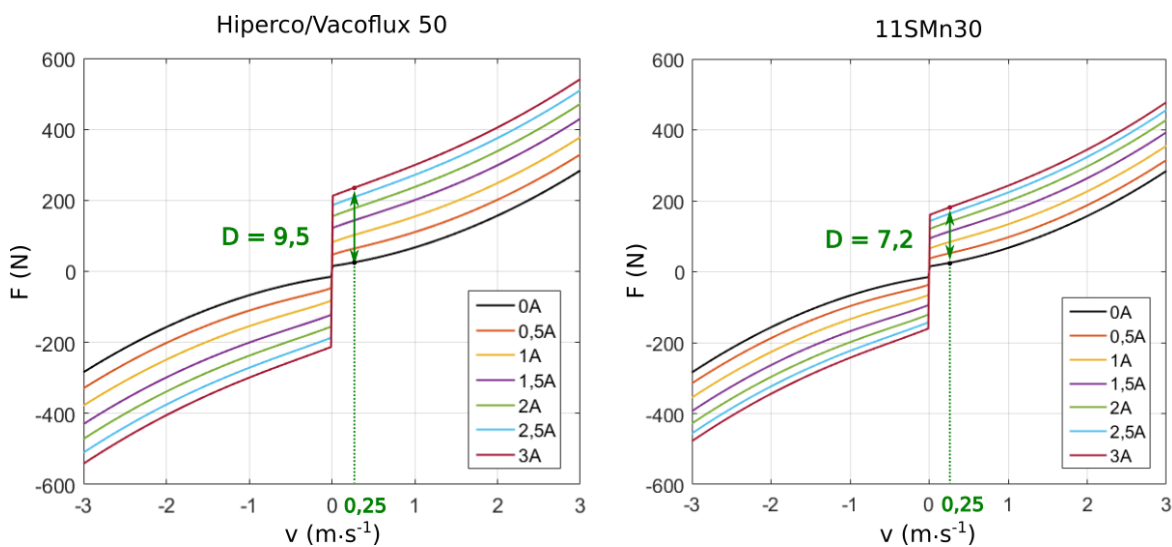 Hiperco/Vacoflux 50
600
400
200
0
-200
-400
-600
F (N)
D = 9,5
0A
0,5A
1A
1,5A
2A
2,5A
3A
-3 -2 -1 0 0,25 1 2 3
v (m·s⁻¹)
11SMn30
600
400
200
0
-200
-400
-600
F (N)
D = 7,2
0A
0,5A
1A
1,5A
2A
2,5A
3A
-3 -2 -1 0 0,25 1 2 3
v (m·s⁻¹)